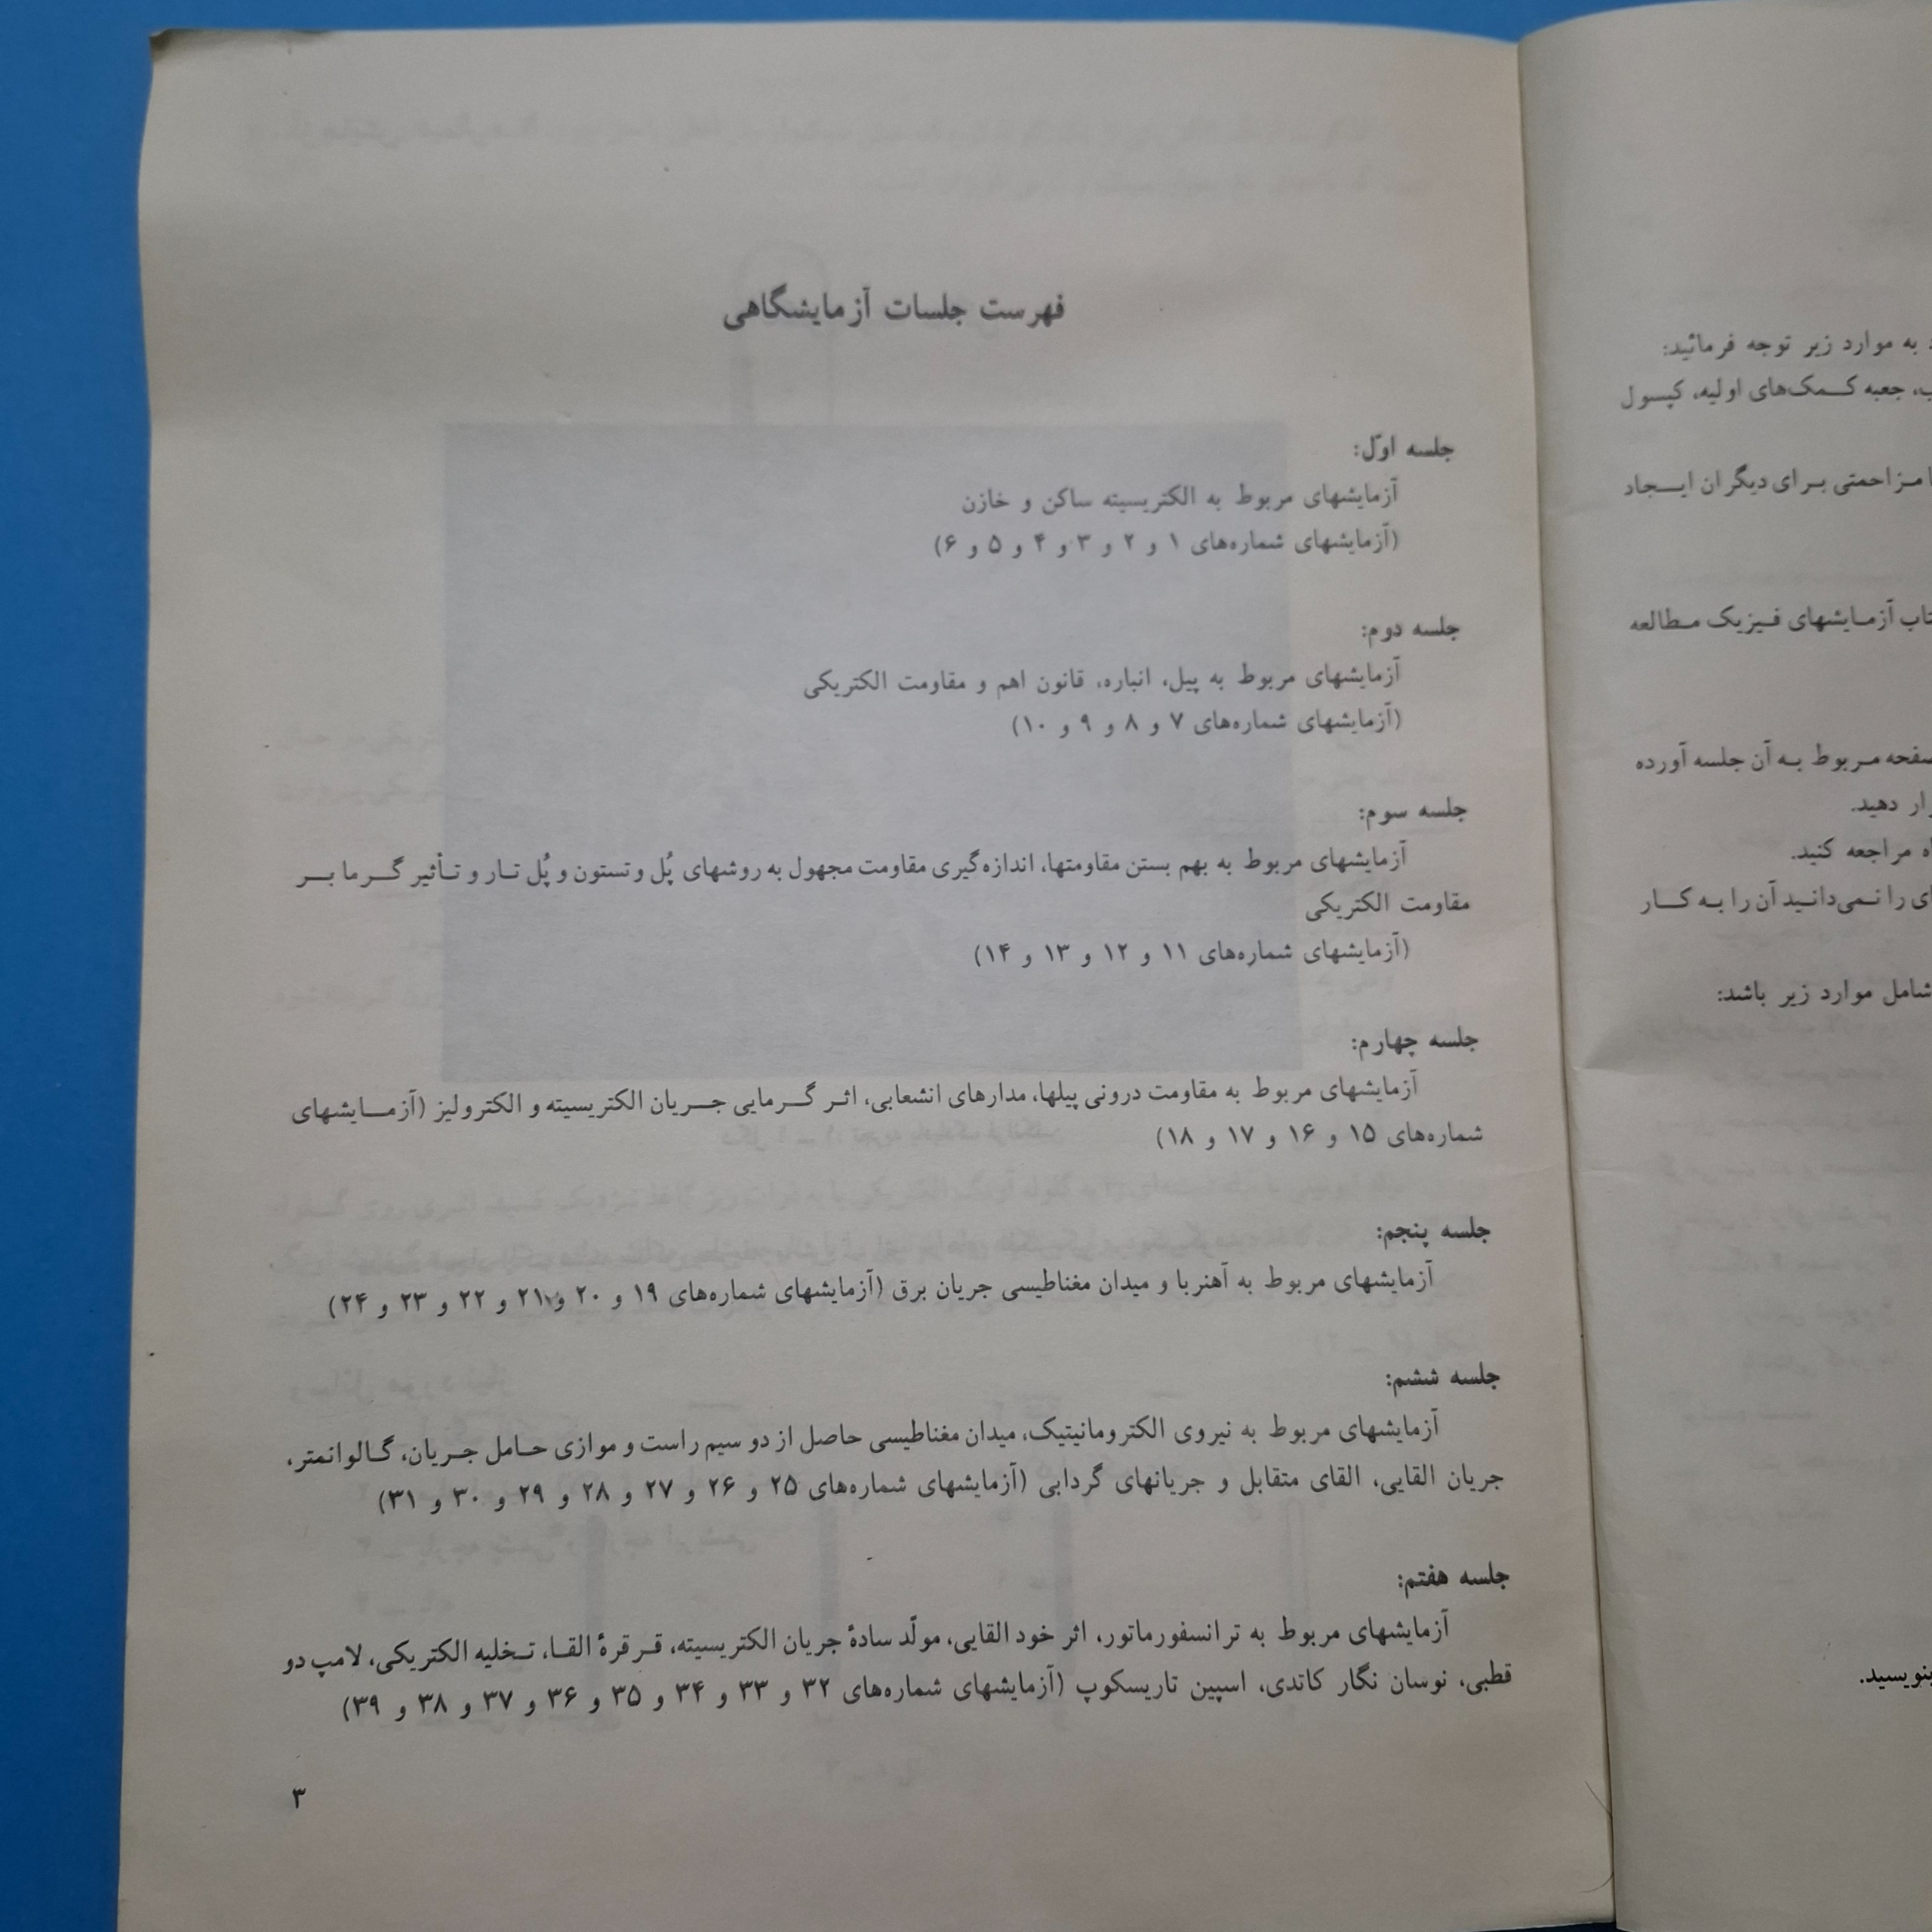 فهرست جلسات آزمایشگاهی
جلسه اوّل:
آزمایشهای مربوط به الکتریسیته ساکن و خازن
(آزمایشهای شماره‌های ۱ و ۲ و ۳ و ۴ و ۵ و ۶)
جلسه دوم:
آزمایشهای مربوط به پیل، انباره، قانون اهم و مقاومت الکتریکی
(آزمایشهای شماره‌های ۷ و ۸ و ۹ و ۱۰)
جلسه سوم:
آزمایشهای مربوط به بهم بستن مقاومتها، اندازه‌گیری مقاومت مجهول به روشهای پُل وتستون و پُل تار و تأثیر گرما بر
مقاومت الکتریکی
(آزمایشهای شماره‌های ۱۱ و ۱۲ و ۱۳ و ۱۴)
جلسه چهارم:
آزمایشهای مربوط به مقاومت درونی پیلها، مدارهای انشعابی، اثر گرمایی جریان الکتریسیته و الکترولیز (آزمایشهای
شماره‌های ۱۵ و ۱۶ و ۱۷ و ۱۸)
جلسه پنجم:
آزمایشهای مربوط به آهنربا و میدان مغناطیسی جریان برق (آزمایشهای شماره‌های ۱۹ و ۲۰ و ۲۱ و ۲۲ و ۲۳ و ۲۴)
جلسه ششم:
آزمایشهای مربوط به نیروی الکترومانیتیک، میدان مغناطیسی حاصل از دو سیم راست و موازی حامل جریان، گالوانمتر،
جریان القایی، القای متقابل و جریانهای گردابی (آزمایشهای شماره‌های ۲۵ و ۲۶ و ۲۷ و ۲۸ و ۲۹ و ۳۰ و ۳۱)
جلسه هفتم:
آزمایشهای مربوط به ترانسفورماتور، اثر خود القایی، مولّد سادهٔ جریان الکتریسیته، قرقرهٔ القا، تخلیه الکتریکی، لامپ دو
قطبی، نوسان نگار کاتدی، اسپین تاریسکوپ (آزمایشهای شماره‌های ۳۲ و ۳۳ و ۳۴ و ۳۵ و ۳۶ و ۳۷ و ۳۸ و ۳۹)
۳
به موارد زیر توجه فرمائید:
جعبه کمک‌های اولیه، کپسول
مزاحمتی برای دیگران ایجاد
آزمایشهای فیزیک مطالعه
مربوط به آن جلسه آورده
دهید.
مراجعه کنید.
را نمی‌دانید آن را به کار
شامل موارد زیر باشد:
بنویسید.